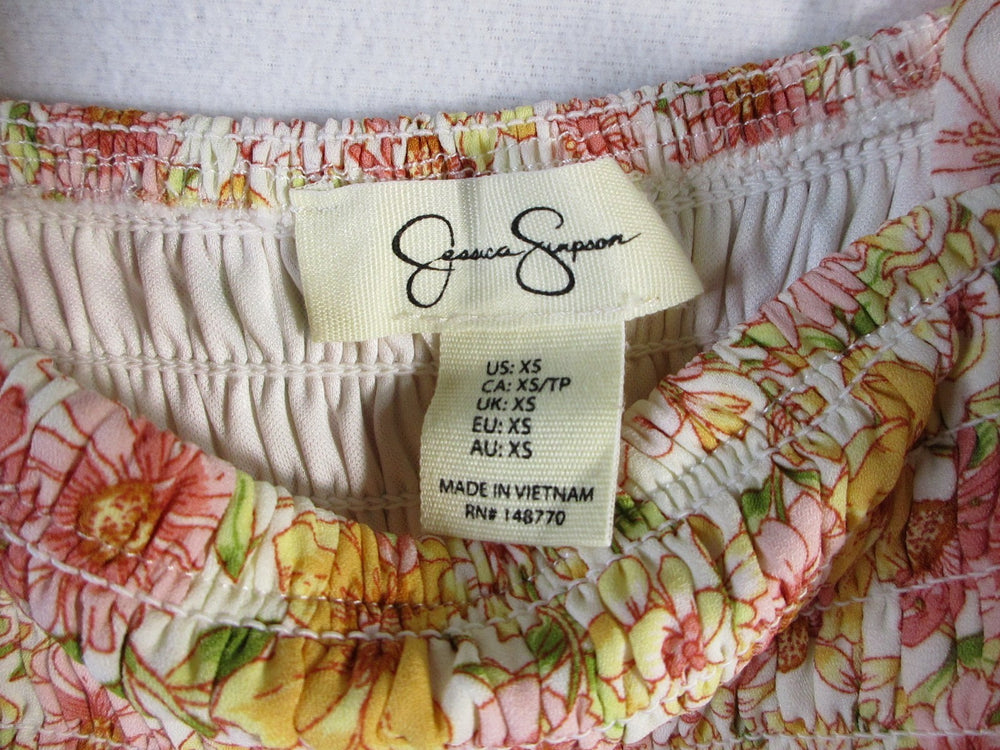 Jessica Simpson
US: XS
CA: XS/TP
UK: XS
EU: XS
AU: XS
MADE IN VIETNAM
RN# 148770